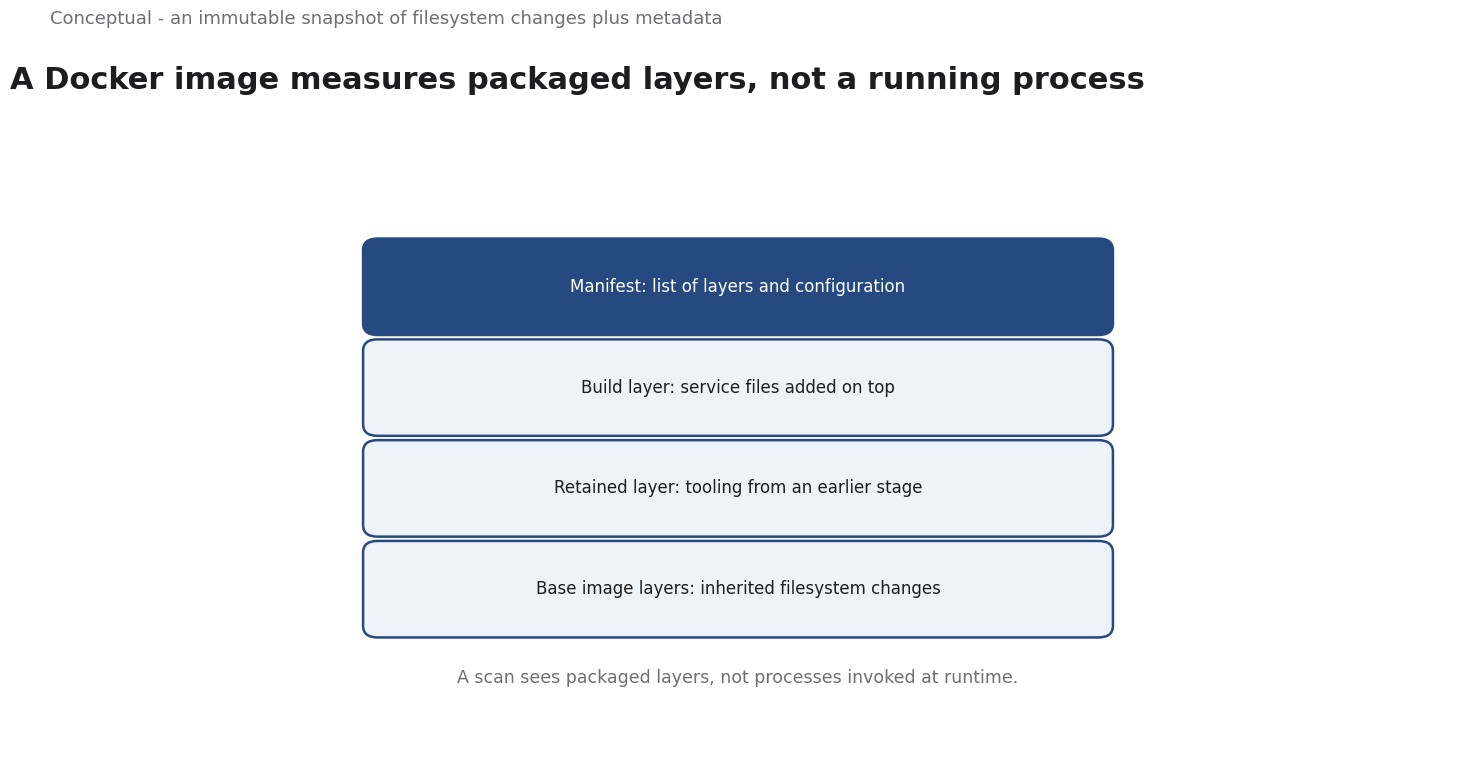 Conceptual - an immutable snapshot of filesystem changes plus metadata
A Docker image measures packaged layers, not a running process
Manifest: list of layers and configuration
Build layer: service files added on top
Retained layer: tooling from an earlier stage
Base image layers: inherited filesystem changes
A scan sees packaged layers, not processes invoked at runtime.